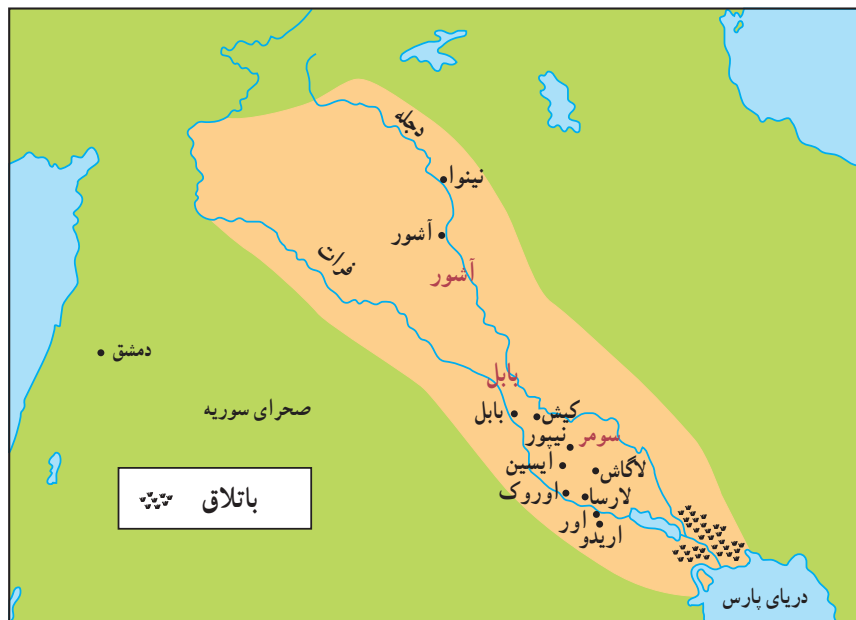 دجله
نینوا
آشور
فرات
آشور
دمشق
بابل
بابل
کیش
صحرای سوریه
نیپور
سومر
ایسین
لاگاش
اوروک
لارسا
اور
اریدو
باتلاق
دریای پارس